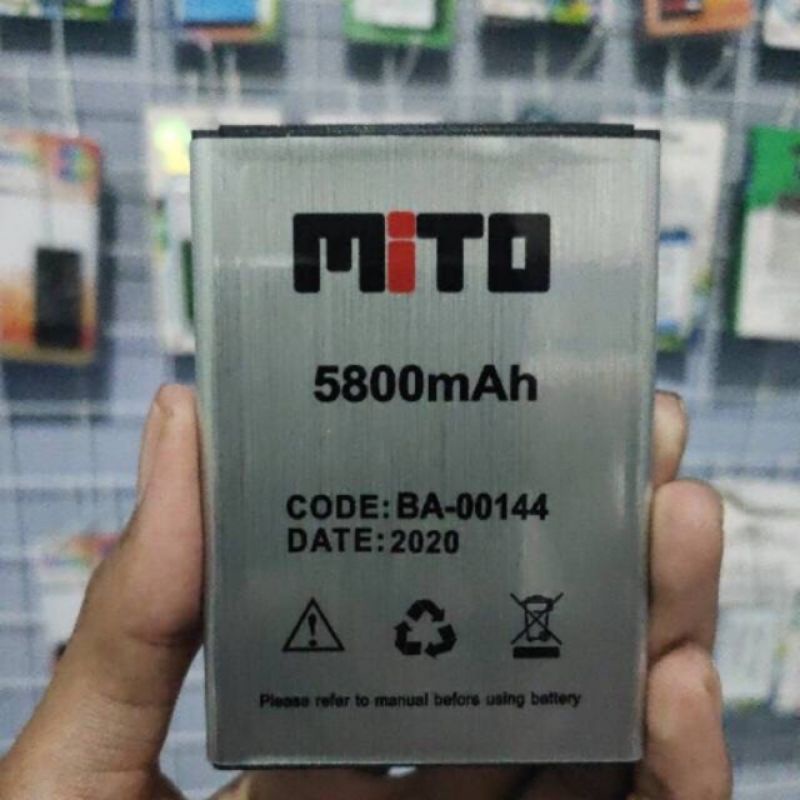 MiTO
5800mAh
CODE: BA-00144
DATE: 2020
Please refer to manual before using battery